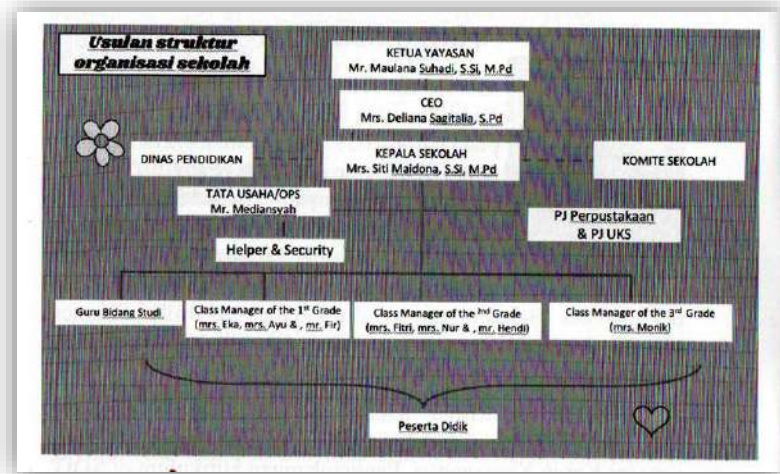 Usulan struktur
organisasi sekolah
KETUA YAYASAN
Mr. Maulana Suhadi, S.Si, M.Pd
CEO
Mrs. Deliana Sagitalia, S.Pd
DINAS PENDIDIKAN
KEPALA SEKOLAH
Mrs. Siti Maidona, S.Si, M.Pd
KOMITE SEKOLAH
TATA USAHA/OPS
Mr. Mediansyah
PJ Perpustakaan
& PJ UKS
Helper & Security
Guru Bidang Studi
Class Manager of the 1st Grade
(mrs. Eka, mrs. Ayu & , mr. Fir)
Class Manager of the 2nd Grade
(mrs. Fitri, mrs. Nur & , mr. Hendi)
Class Manager of the 3rd Grade
(mrs. Monik)
Peserta Didik